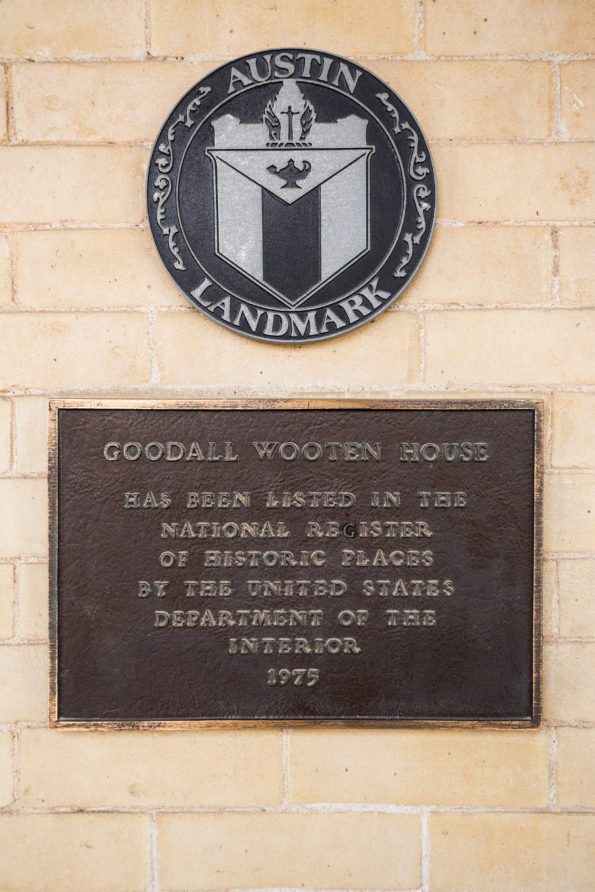 AUSTIN
LANDMARK
GOODALL WOOTEN HOUSE
HAS BEEN LISTED IN THE
NATIONAL REGISTER
OF HISTORIC PLACES
BY THE UNITED STATES
DEPARTMENT OF THE
INTERIOR
1975